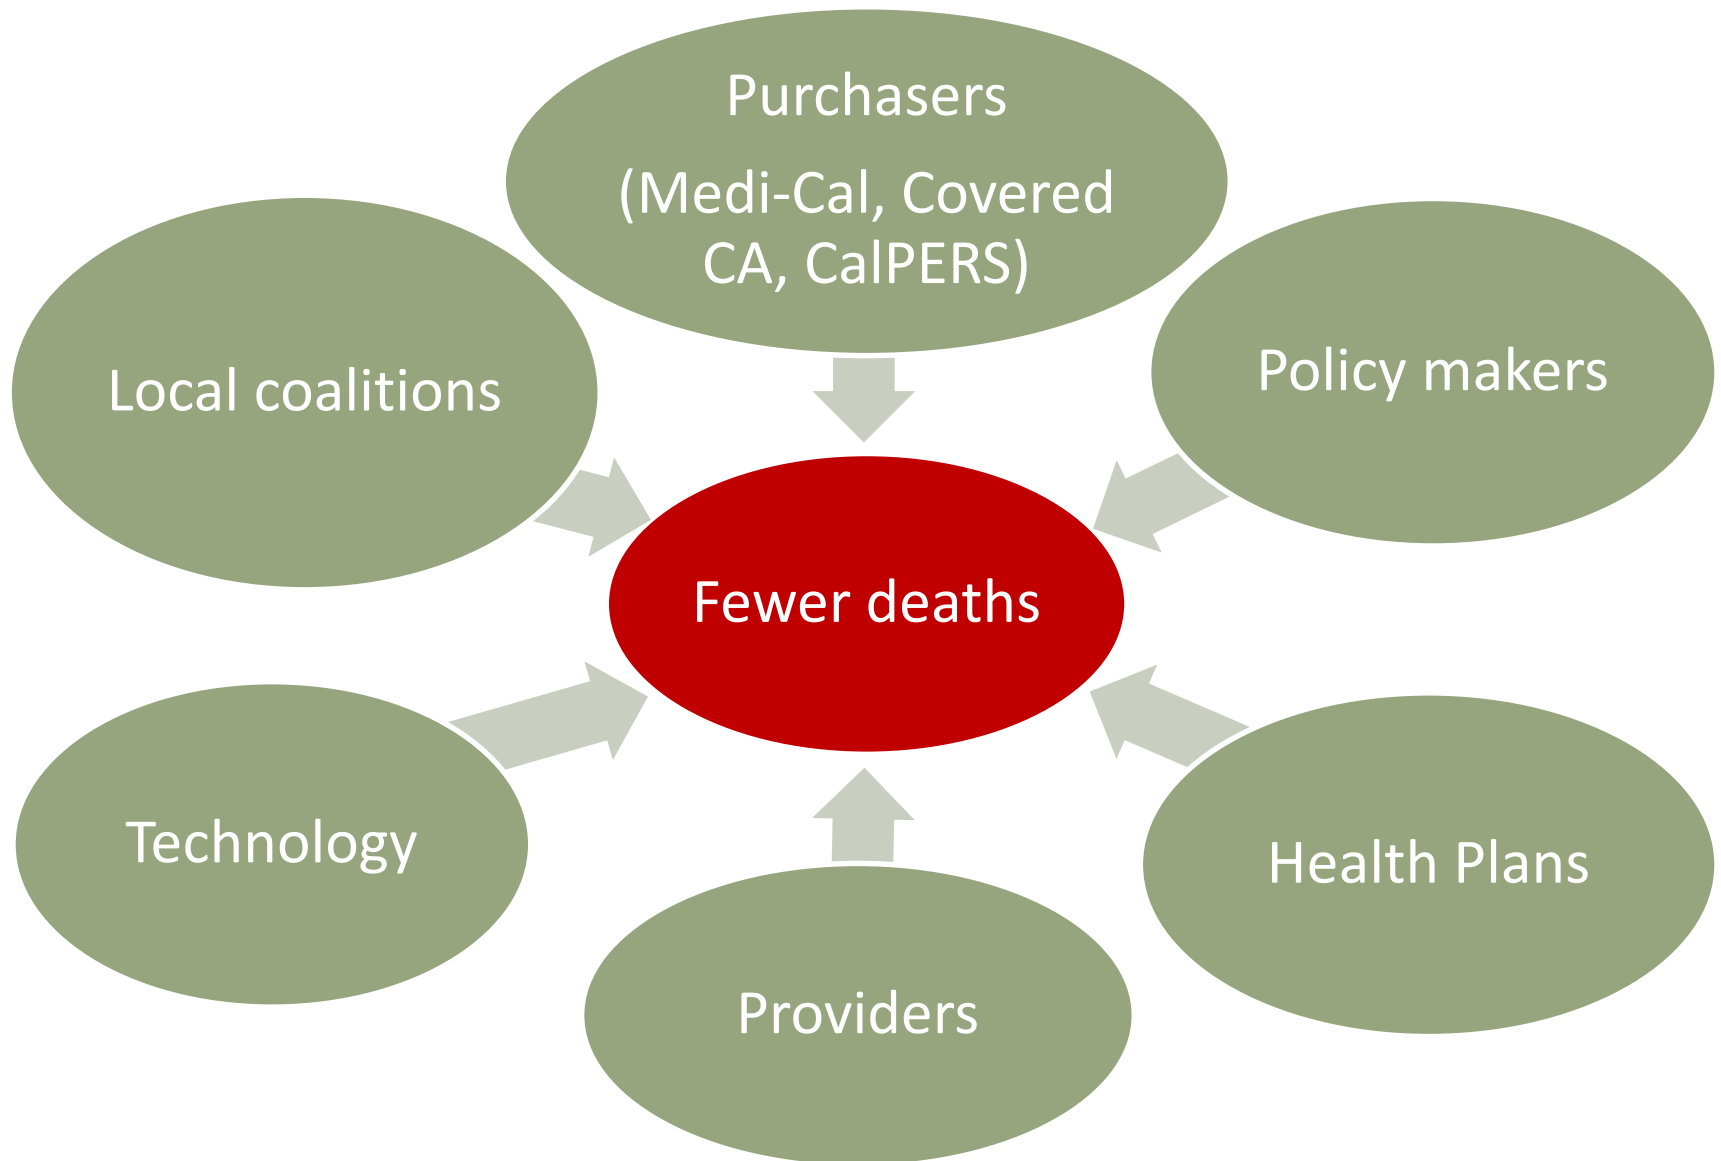 Purchasers
(Medi-Cal, Covered
CA, CalPERS)
Local coalitions
Policy makers
Fewer deaths
Technology
Health Plans
Providers